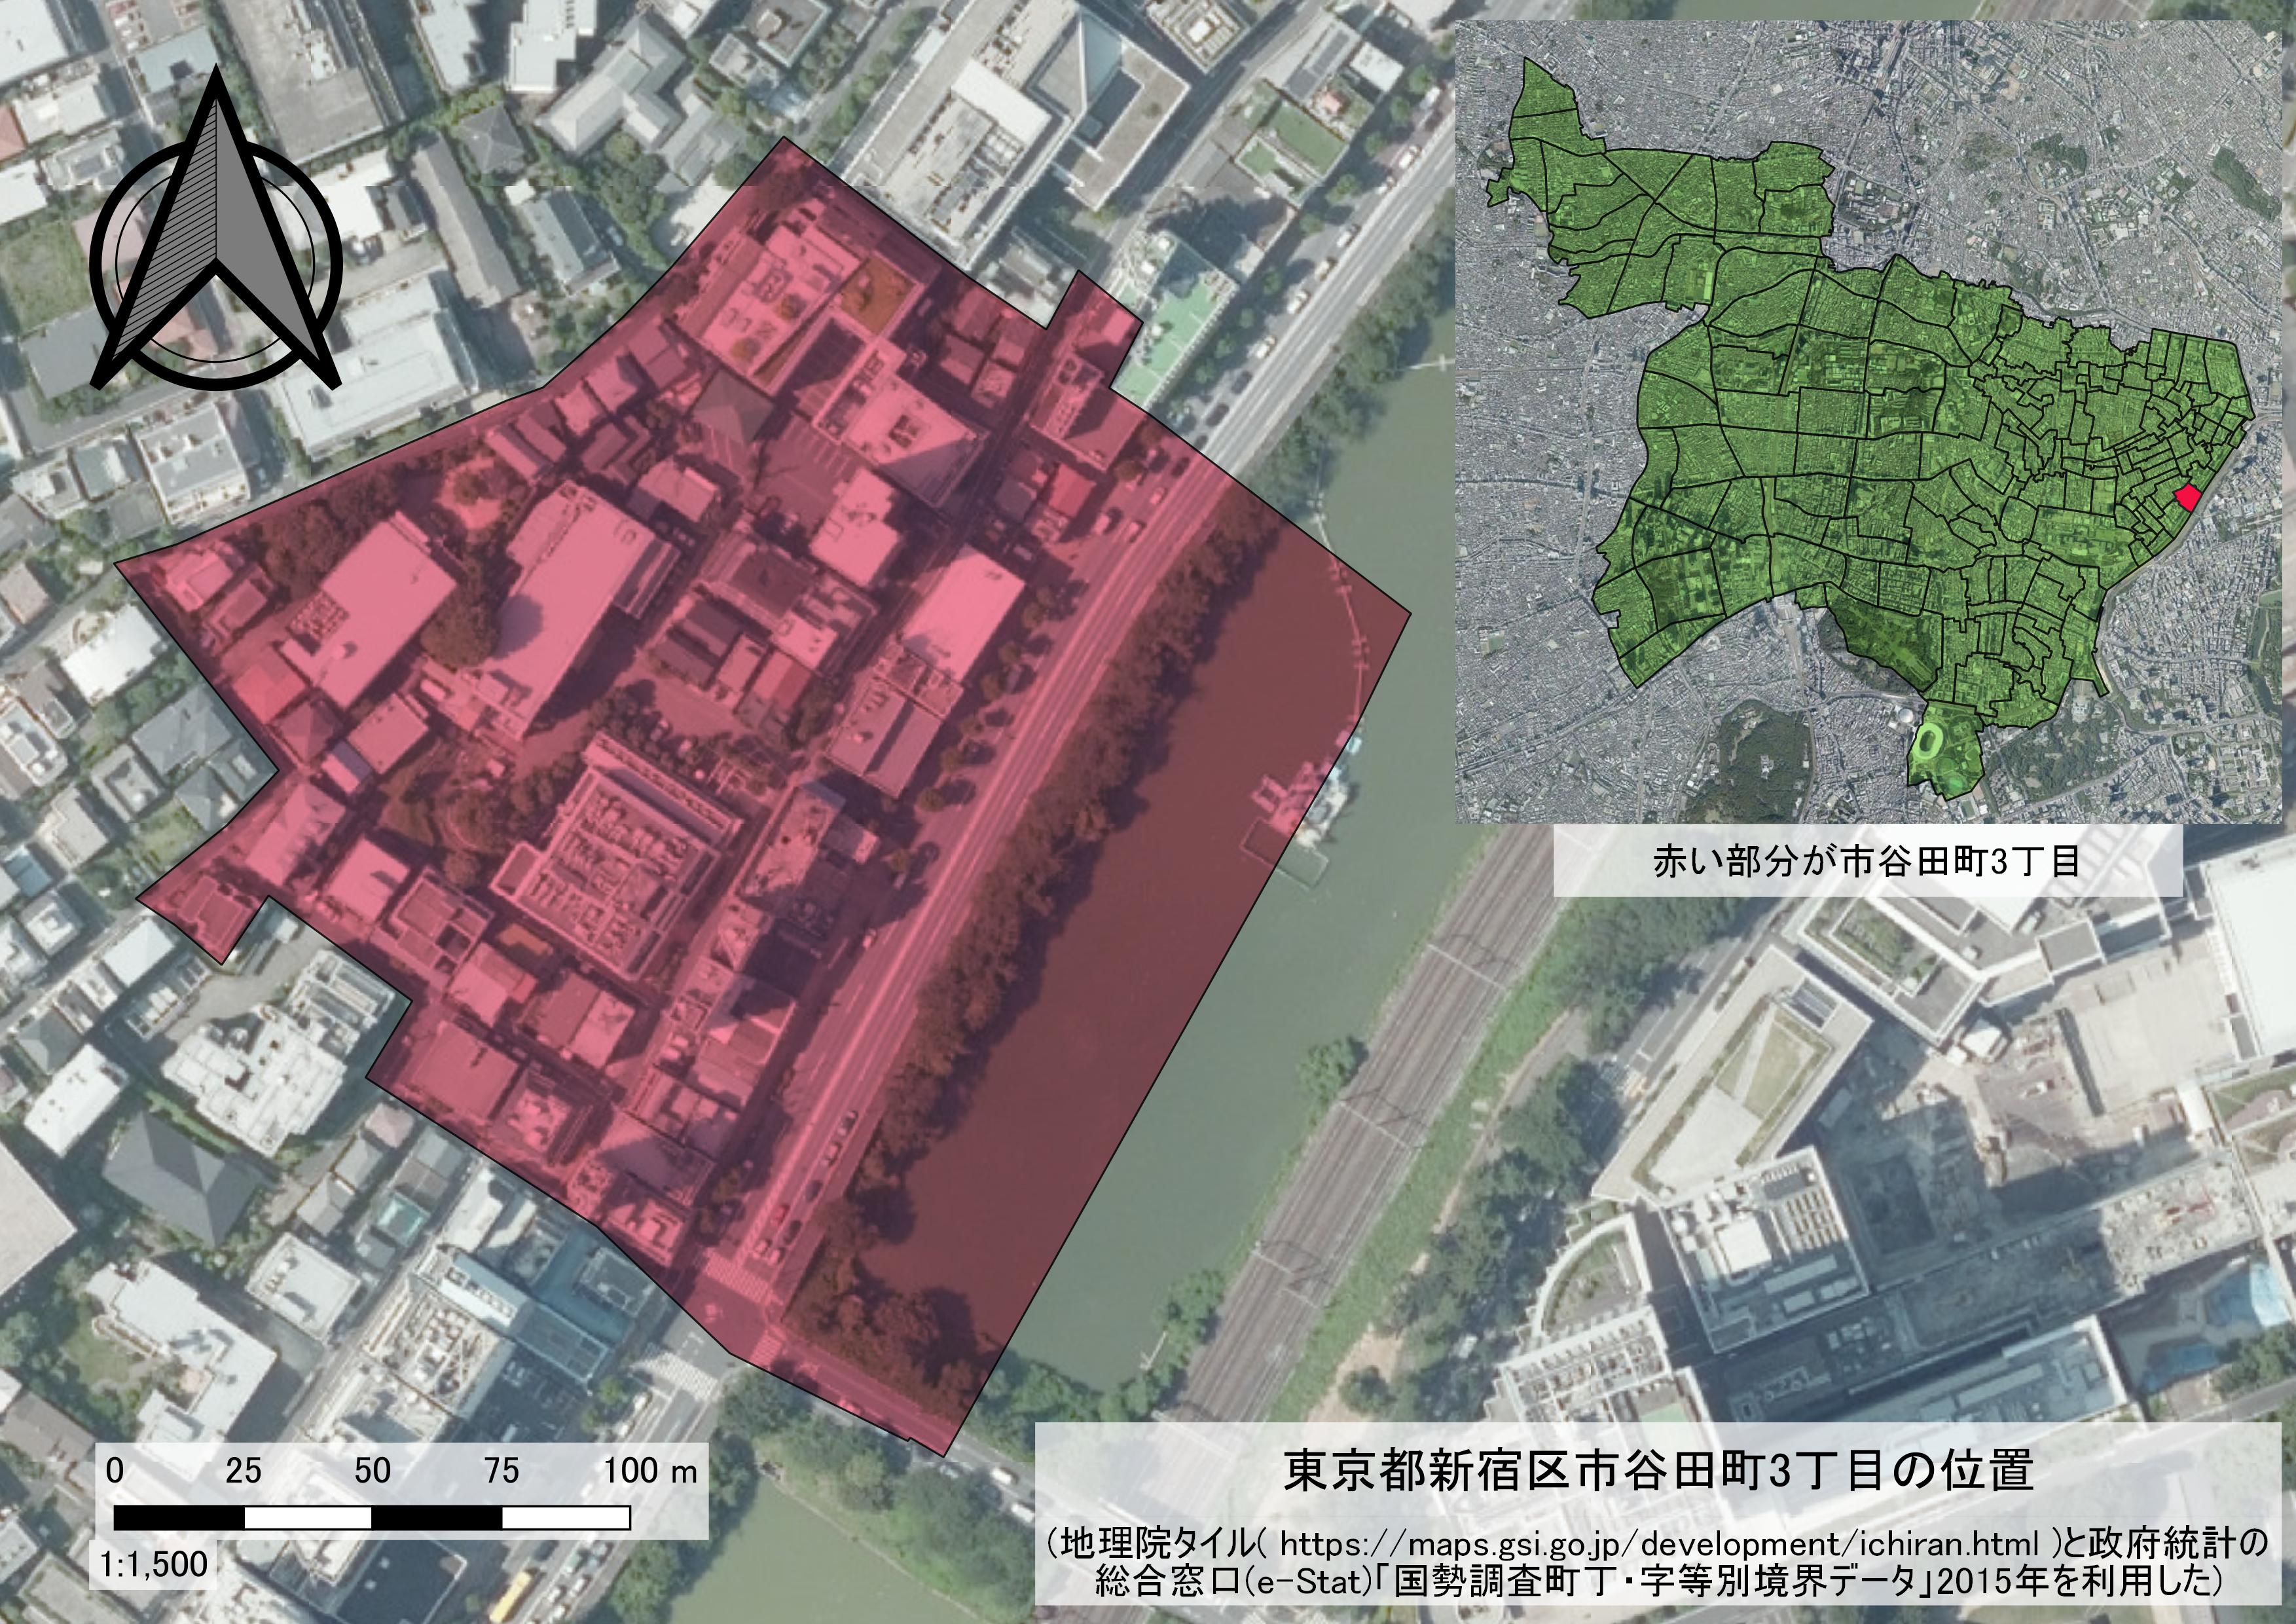 赤い部分が市谷田町3丁目
0 25 50 75 100 m
1:1,500
東京都新宿区市谷田町3丁目の位置
(地理院タイル( https://maps.gsi.go.jp/development/ichiran.html )と政府統計の
総合窓口(e-Stat)「国勢調査町丁・字等別境界データ」2015年を利用した)